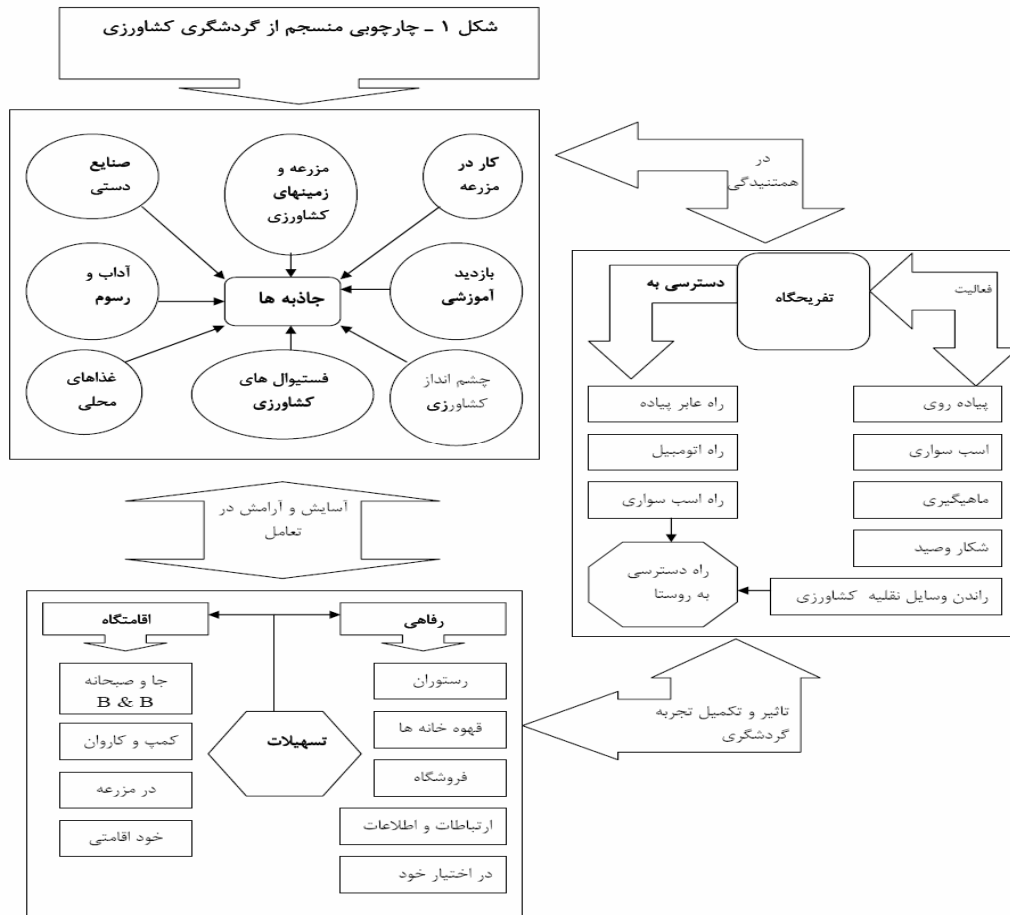 شکل ۱ ـ چارچوبی منسجم از گردشگری کشاورزی
صنایع
دستی
مزرعه و
زمینهای
کشاورزی
کار در
مزرعه
آداب و
رسوم
جاذبه ها
بازدید
آموزشی
غذاهای
محلی
فستیوال های
کشاورزی
چشم انداز
کشاورزی
در
همتنیدگی
دسترسی به
تفریحگاه
فعالیت
راه عابر پیاده
راه اتومبیل
راه اسب سواری
راه دسترسی
به روستا
پیاده روی
اسب سواری
ماهیگیری
شکار وصید
راندن وسایل نقلیه کشاورزی
آسایش و آرامش در
تعامل
تاثیر و تکمیل تجربه
گردشگری
رفاهی
اقامتگاه
تسهیلات
رستوران
قهوه خانه ها
فروشگاه
ارتباطات و اطلاعات
در اختیار خود
جا و صبحانه
B & B
کمپ و کاروان
در مزرعه
خود اقامتی